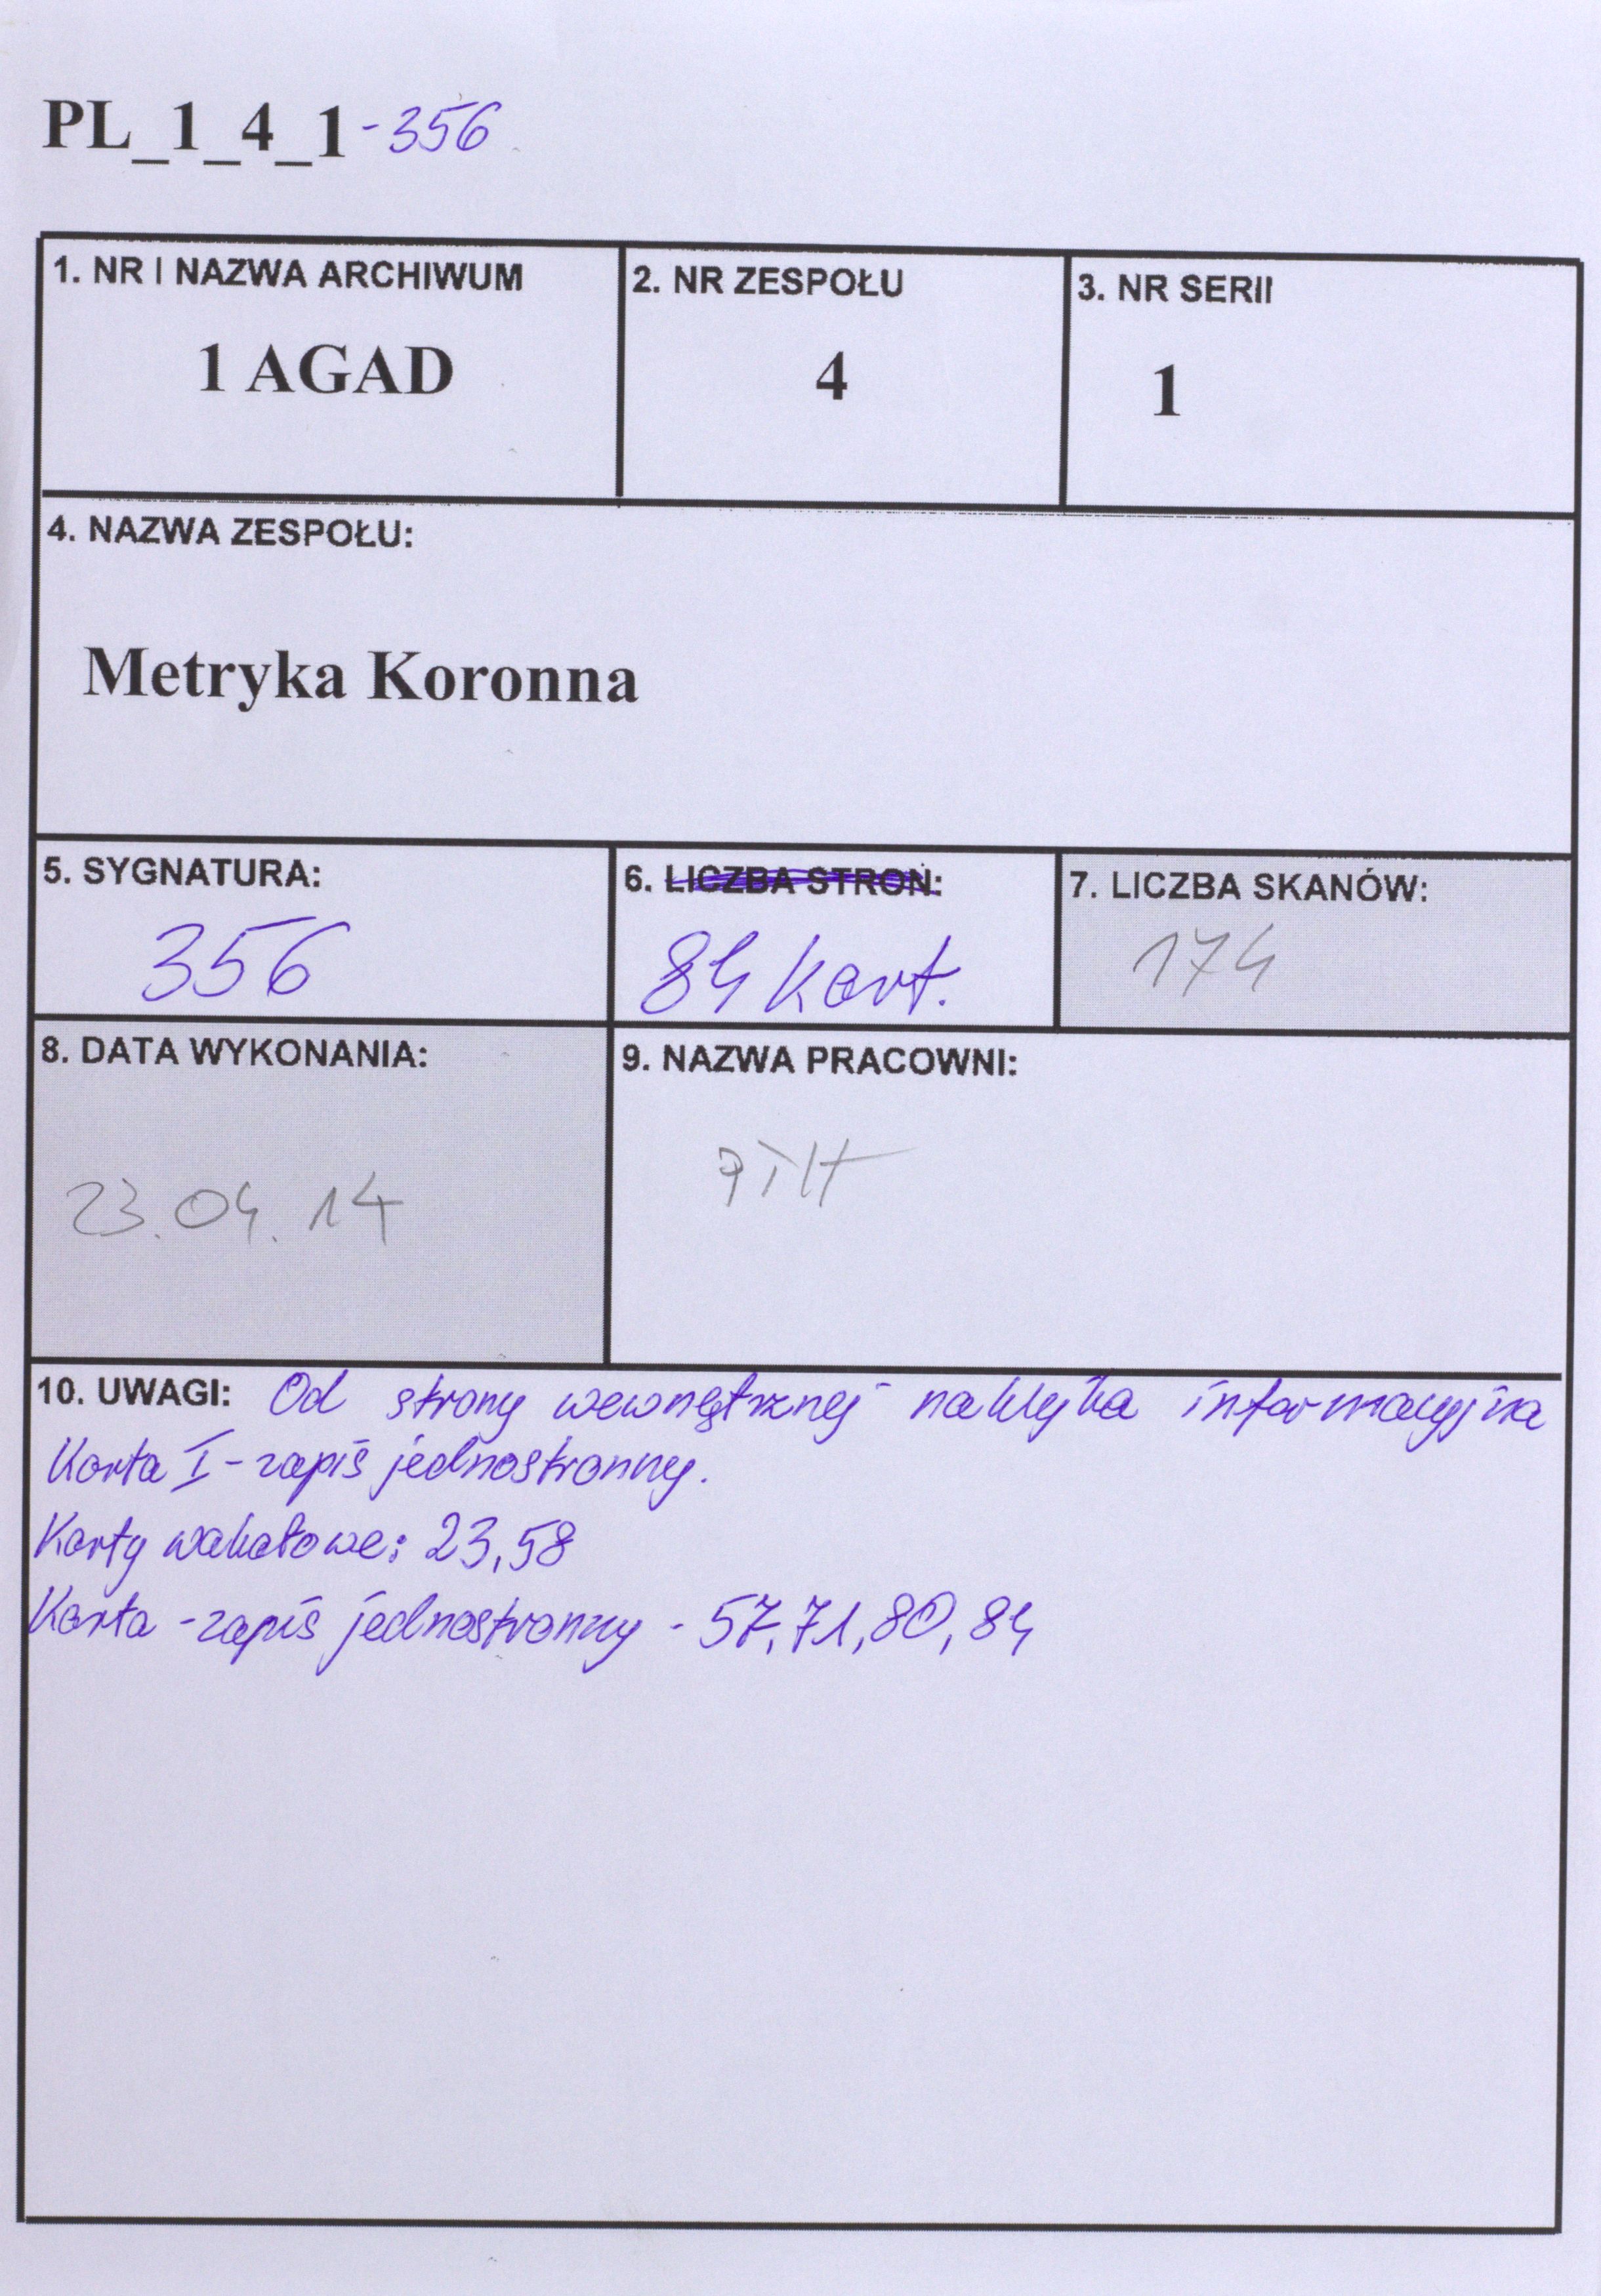 PL_1_4_1-356
1. NR I NAZWA ARCHIWUM
1 AGAD
2. NR ZESPOŁU
4
3. NR SERII
1
4. NAZWA ZESPOŁU:
Metryka Koronna
5. SYGNATURA:
356
6. LICZBA STRON:
84 kart.
7. LICZBA SKANÓW:
174
8. DATA WYKONANIA:
23.04.14
9. NAZWA PRACOWNI:
10. UWAGI: Od strony wewnętrznej naklejka informacyjna
Karta I - zapis jednostronny.
Karty wakatowe: 23,58
Karta - zapis jednostronny - 57,71,80,84